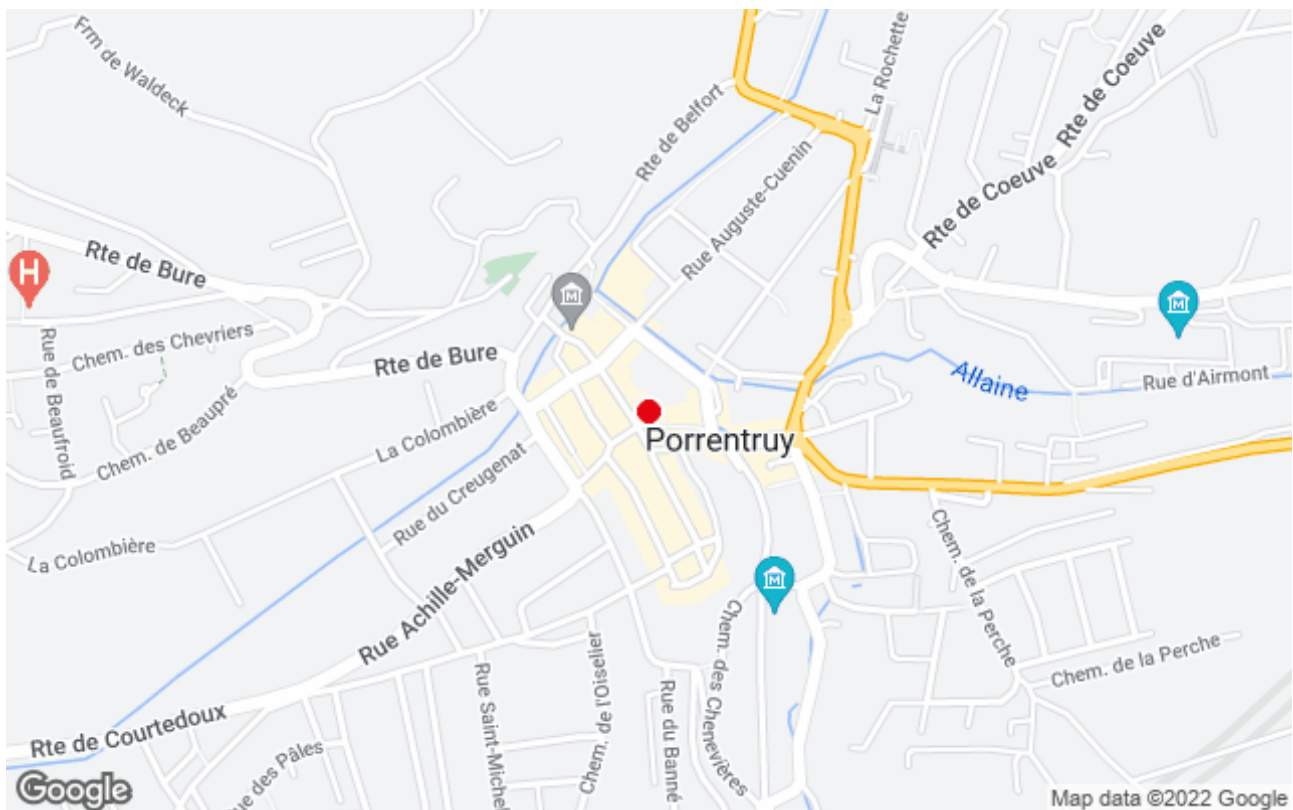 Frm de Waldeck
Rte de Belfort
La Rochette
Rte de Coeuve
Rte de Coeuve
Rue Auguste-Cuenin
Rte de Bure
H
M
M
Chem. des Chevriers
Rue de Beaufroid
Rte de Bure
Allaine
Rue d'Airmont
Chem. de Beaupré
La Colombière
Porrentruy
Rue du Creugenat
La Colombière
Rue Achille-Merguin
M
Chem. de la Perche
Chem. de la Perche
Chem. des Chenevières
Rue Saint-Michel
Chem. de l'Oiselier
Rue du Banné
Rte de Courtedoux
Rue des Pâles
Google
Map data ©2022 Google